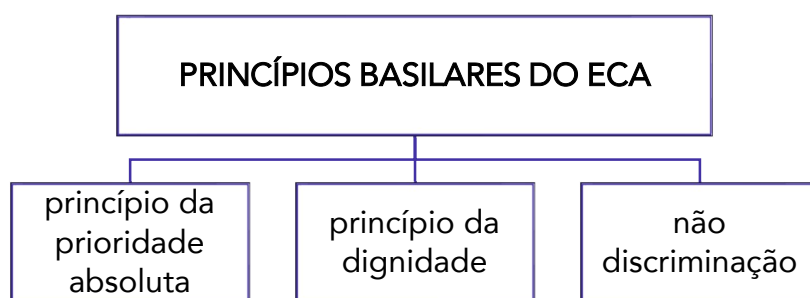 PRINCÍPIOS BASILARES DO ECA
princípio da
prioridade
absoluta
princípio da
dignidade
não
discriminação